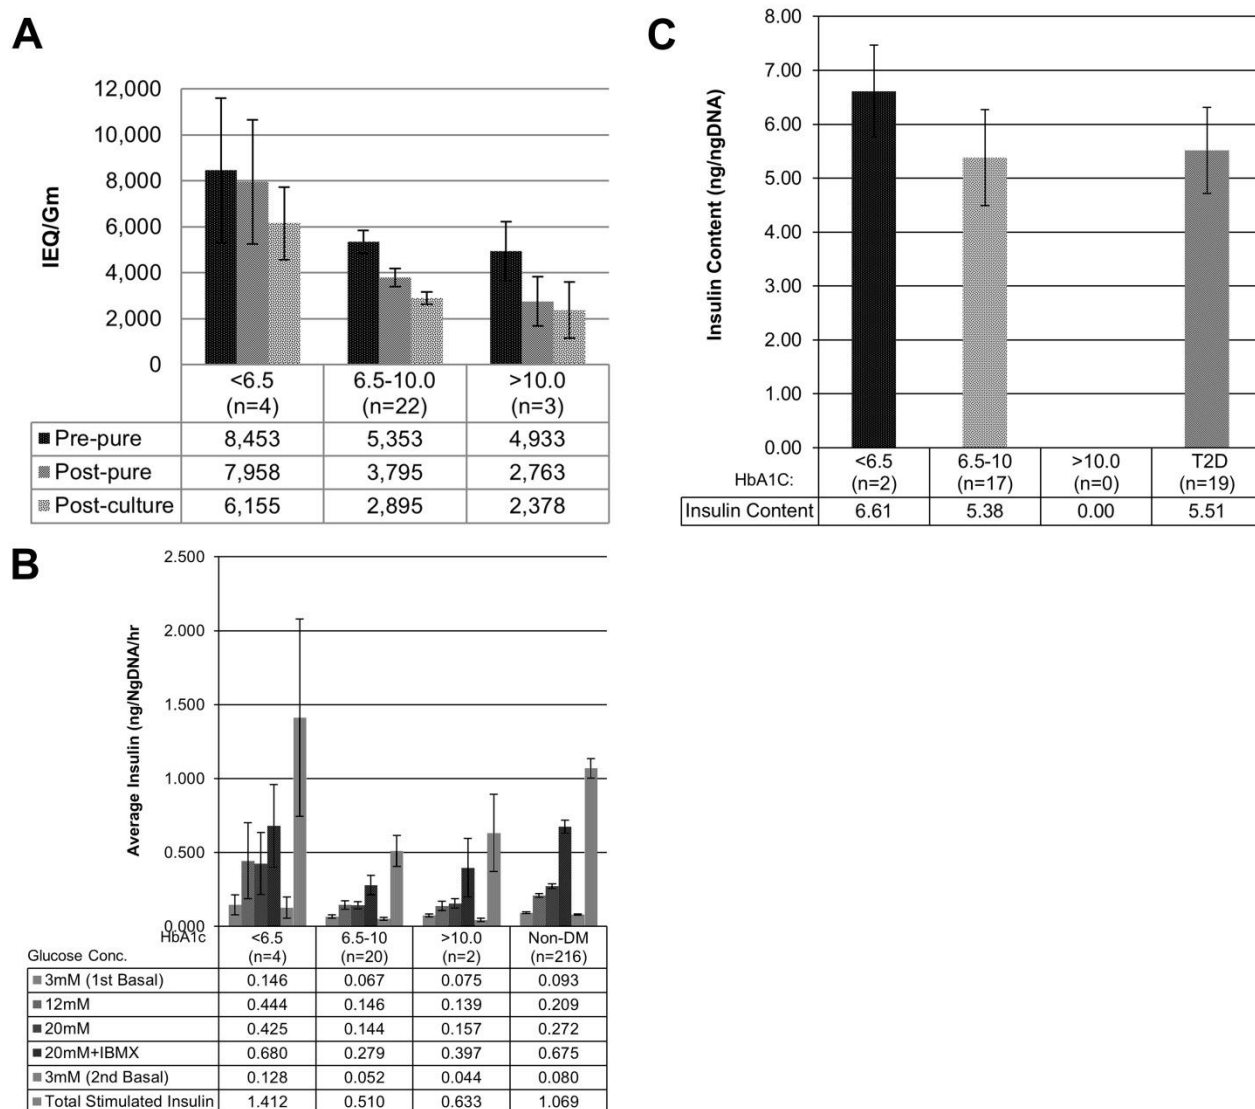 A
IEQ/Gm
12,000
10,000
8,000
6,000
4,000
2,000
0
<6.5 6.5-10.0 >10.0
(n=4) (n=22) (n=3)
Pre-pure 8,453 5,353 4,933
Post-pure 7,958 3,795 2,763
Post-culture 6,155 2,895 2,378
B
Average Insulin (ng/NgDNA/hr
2.500
2.000
1.500
1.000
0.500
0.000
HbA1c <6.5 6.5-10 >10.0 Non-DM
Glucose Conc. (n=4) (n=20) (n=2) (n=216)
3mM (1st Basal) 0.146 0.067 0.075 0.093
12mM 0.444 0.146 0.139 0.209
20mM 0.425 0.144 0.157 0.272
20mM+IBMX 0.680 0.279 0.397 0.675
3mM (2nd Basal) 0.128 0.052 0.044 0.080
Total Stimulated Insulin 1.412 0.510 0.633 1.069
C
Insulin Content (ng/ngDNA)
8.00
7.00
6.00
5.00
4.00
3.00
2.00
1.00
0.00
<6.5 6.5-10 >10.0 T2D
HbA1C: (n=2) (n=17) (n=0) (n=19)
Insulin Content 6.61 5.38 0.00 5.51